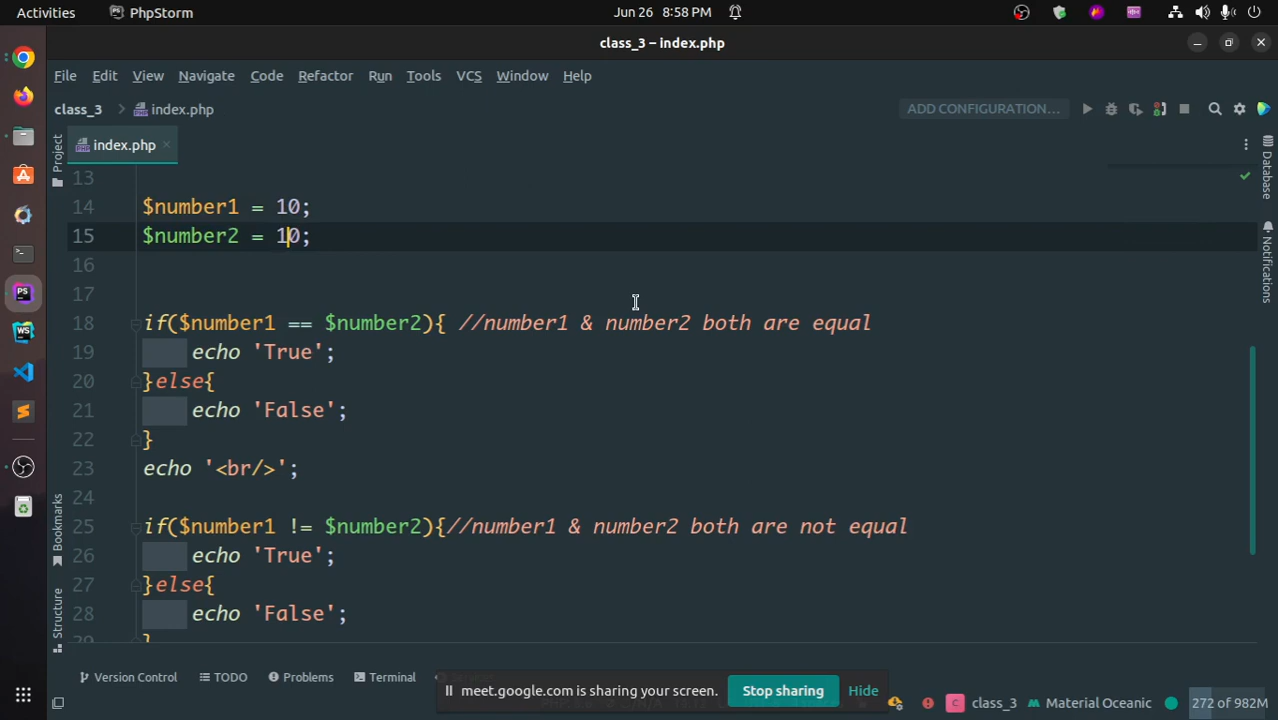 Activities PhpStorm Jun 26 8:58 PM
class_3 – index.php
File Edit View Navigate Code Refactor Run Tools VCS Window Help
class_3 index.php ADD CONFIGURATION...
index.php
Project
Database
Notifications
Bookmarks
Structure
13
14 $number1 = 10;
15 $number2 = 10;
16
17
18 if($number1 == $number2){ //number1 & number2 both are equal
19 echo 'True';
20 }else{
21 echo 'False';
22 }
23 echo '<br/>';
24
25 if($number1 != $number2){//number1 & number2 both are not equal
26 echo 'True';
27 }else{
28 echo 'False';
29 }
Version Control TODO Problems Terminal
meet.google.com is sharing your screen. Stop sharing Hide
class_3 Material Oceanic 272 of 982M